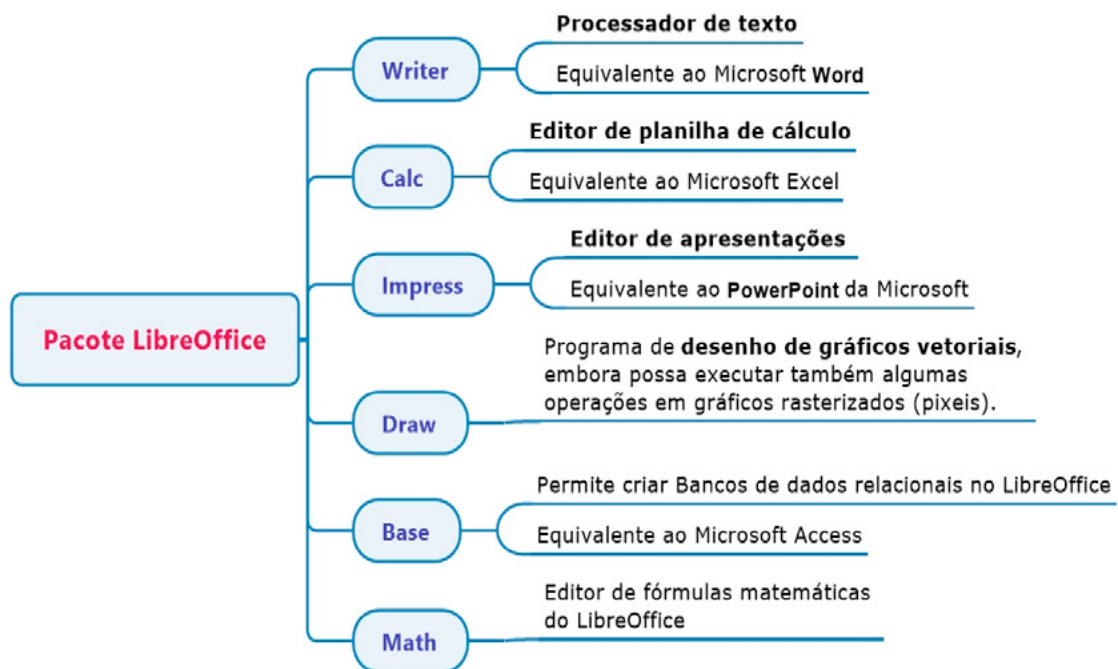 Pacote LibreOffice
Writer
Processador de texto
Equivalente ao Microsoft Word
Calc
Editor de planilha de cálculo
Equivalente ao Microsoft Excel
Impress
Editor de apresentações
Equivalente ao PowerPoint da Microsoft
Draw
Programa de desenho de gráficos vetoriais,
embora possa executar também algumas
operações em gráficos rasterizados (pixeis).
Base
Permite criar Bancos de dados relacionais no LibreOffice
Equivalente ao Microsoft Access
Math
Editor de fórmulas matemáticas
do LibreOffice